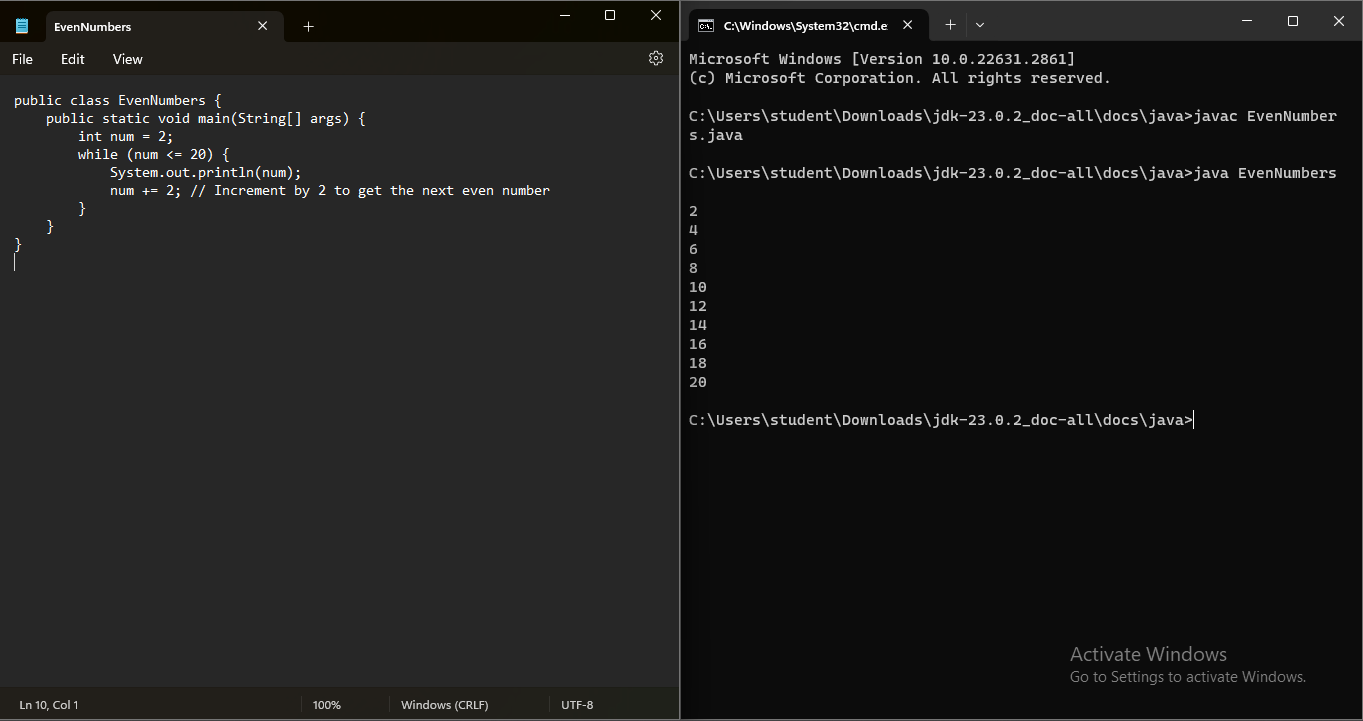 EvenNumbers
File Edit View
public class EvenNumbers {
    public static void main(String[] args) {
        int num = 2;
        while (num <= 20) {
            System.out.println(num);
            num += 2; // Increment by 2 to get the next even number
        }
    }
}
Ln 10, Col 1 100% Windows (CRLF) UTF-8
C:\Windows\System32\cmd.e
Microsoft Windows [Version 10.0.22631.2861]
(c) Microsoft Corporation. All rights reserved.
C:\Users\student\Downloads\jdk-23.0.2_doc-all\docs\java>javac EvenNumber
s.java
C:\Users\student\Downloads\jdk-23.0.2_doc-all\docs\java>java EvenNumbers
2
4
6
8
10
12
14
16
18
20
C:\Users\student\Downloads\jdk-23.0.2_doc-all\docs\java>
Activate Windows
Go to Settings to activate Windows.